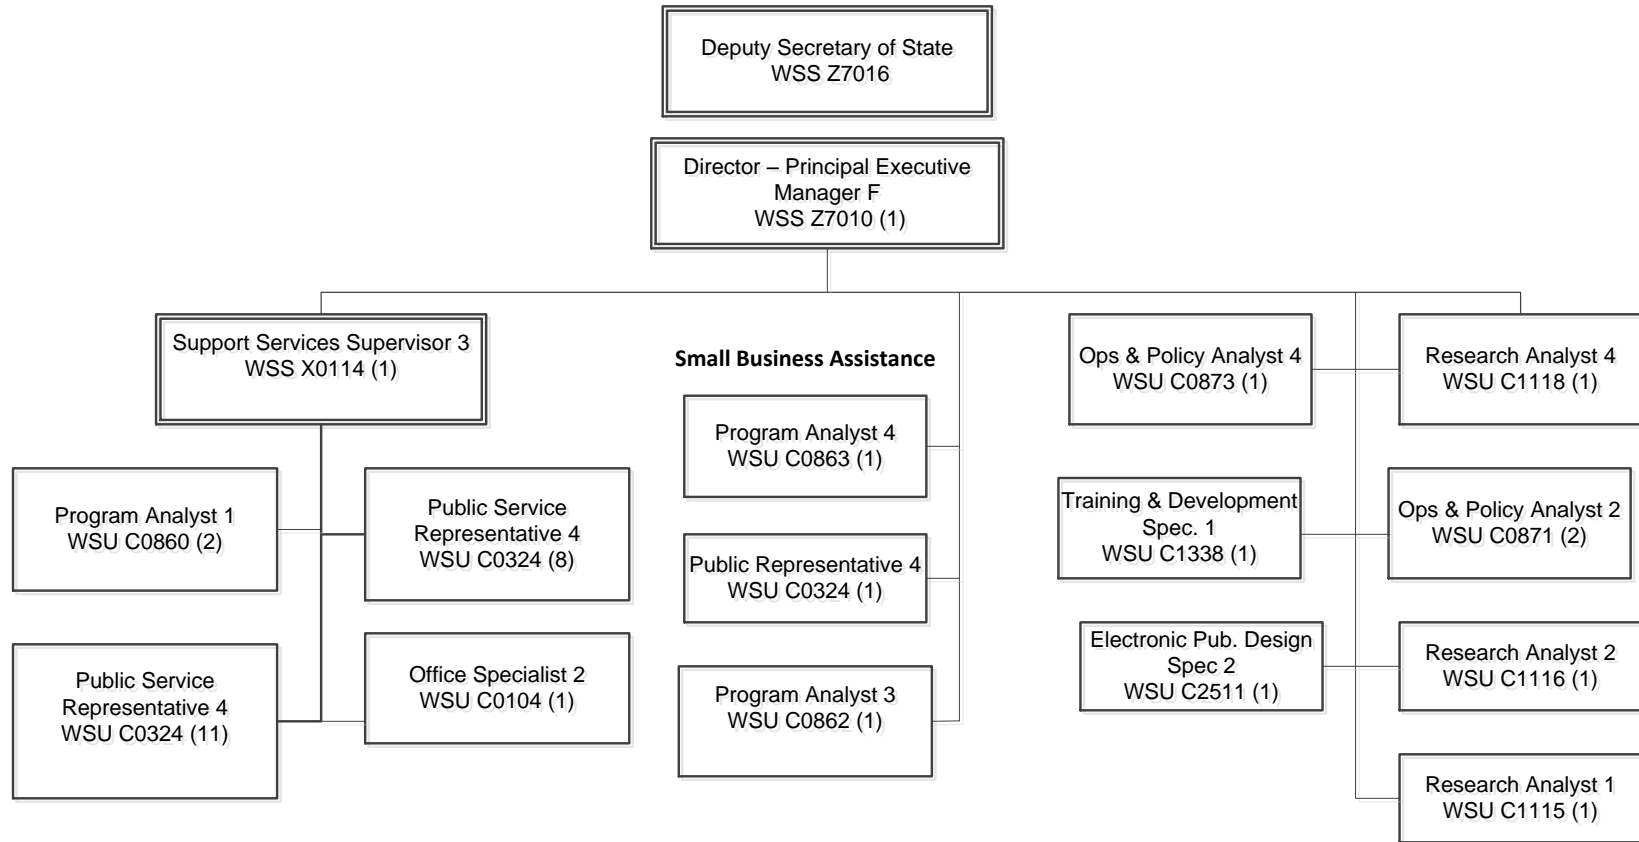 Deputy Secretary of State
WSS Z7016
Director – Principal Executive
Manager F
WSS Z7010 (1)
Support Services Supervisor 3
WSS X0114 (1)
Program Analyst 1
WSU C0860 (2)
Public Service
Representative 4
WSU C0324 (8)
Public Service
Representative 4
WSU C0324 (11)
Office Specialist 2
WSU C0104 (1)
Small Business Assistance
Program Analyst 4
WSU C0863 (1)
Public Representative 4
WSU C0324 (1)
Program Analyst 3
WSU C0862 (1)
Ops & Policy Analyst 4
WSU C0873 (1)
Research Analyst 4
WSU C1118 (1)
Training & Development
Spec. 1
WSU C1338 (1)
Ops & Policy Analyst 2
WSU C0871 (2)
Electronic Pub. Design
Spec 2
WSU C2511 (1)
Research Analyst 2
WSU C1116 (1)
Research Analyst 1
WSU C1115 (1)